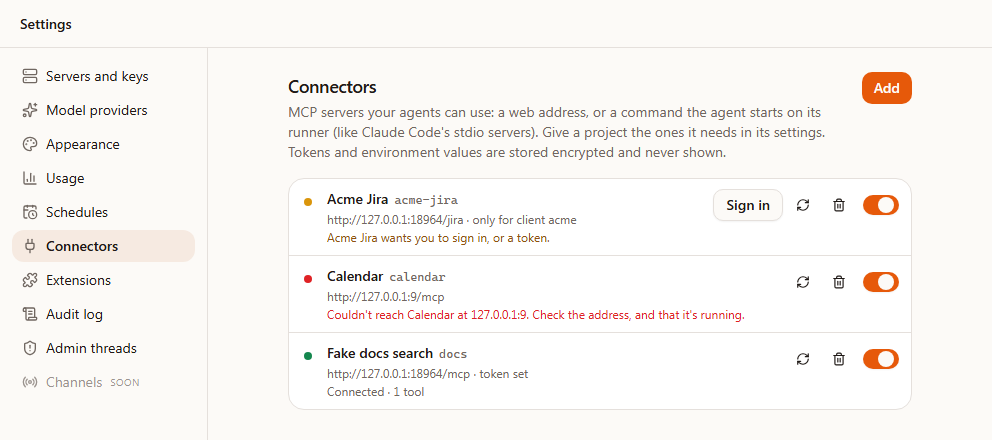 Settings
Servers and keys
Model providers
Appearance
Usage
Schedules
Connectors
Extensions
Audit log
Admin threads
Channels SOON
Connectors
Add
MCP servers your agents can use: a web address, or a command the agent starts on its
runner (like Claude Code's stdio servers). Give a project the ones it needs in its settings.
Tokens and environment values are stored encrypted and never shown.
Acme Jira acme-jira
Sign in
http://127.0.0.1:18964/jira · only for client acme
Acme Jira wants you to sign in, or a token.
Calendar calendar
http://127.0.0.1:9/mcp
Couldn't reach Calendar at 127.0.0.1:9. Check the address, and that it's running.
Fake docs search docs
http://127.0.0.1:18964/mcp · token set
Connected · 1 tool